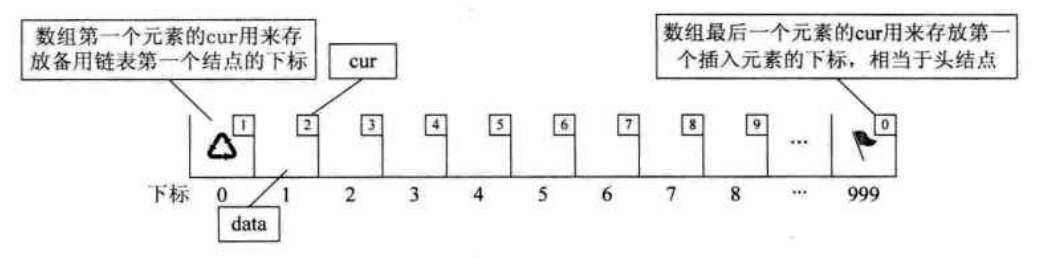 数组第一个元素的cur用来存
放备用链表第一个结点的下标
cur
数组最后一个元素的cur用来存放第一
个插入元素的下标，相当于头结点
1 2 3 4 5 6 7 8 9 ... 0
下标 0 1 2 3 4 5 6 7 8 ... 999
data